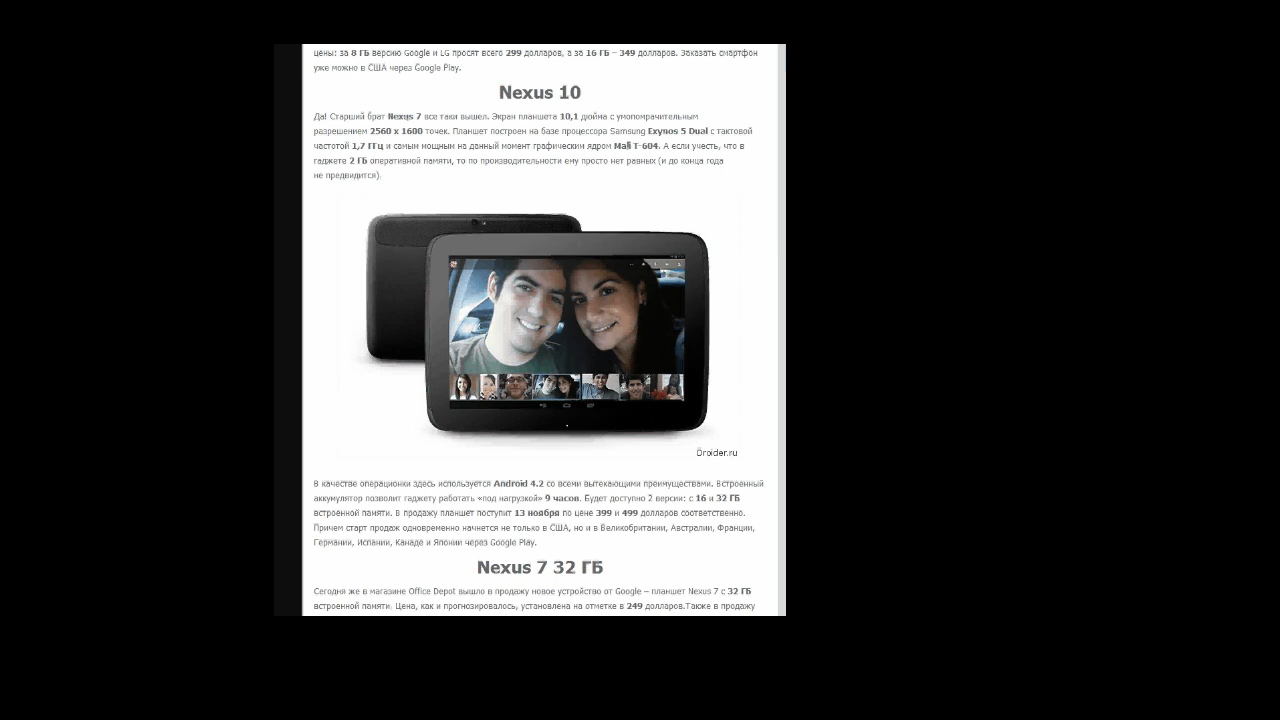 цены: за 8 ГБ версию Google и LG просят всего 299 долларов, а за 16 ГБ – 349 долларов. Заказать смартфон
уже можно в США через Google Play.
Nexus 10
Да! Старший брат Nexus 7 все таки вышел. Экран планшета 10,1 дюйма с умопомрачительным
разрешением 2560 x 1600 точек. Планшет построен на базе процессора Samsung Exynos 5 Dual с тактовой
частотой 1,7 ГГц и самым мощным на данный момент графическим ядром Mali T-604. А если учесть, что в
гаджете 2 ГБ оперативной памяти, то по производительности ему просто нет равных (и до конца года
не предвидится).
Droider.ru
В качестве операционки здесь используется Android 4.2 со всеми вытекающими преимуществами. Встроенный
аккумулятор позволит гаджету работать «под нагрузкой» 9 часов. Будет доступно 2 версии: с 16 и 32 ГБ
встроенной памяти. В продажу планшет поступит 13 ноября по цене 399 и 499 долларов соответственно.
Причем старт продаж одновременно начнется не только в США, но и в Великобритании, Австралии, Франции,
Германии, Испании, Канаде и Японии через Google Play.
Nexus 7 32 ГБ
Сегодня же в магазине Office Depot вышло в продажу новое устройство от Google – планшет Nexus 7 с 32 ГБ
встроенной памяти. Цена, как и прогнозировалось, установлена на отметке в 249 долларов.Также в продажу